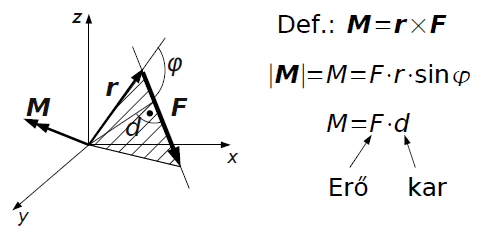 z
φ
r
M
F
d
x
y
Def.: M=r×F
|M|=M=F·r·sinφ
M=F·d
Erő kar